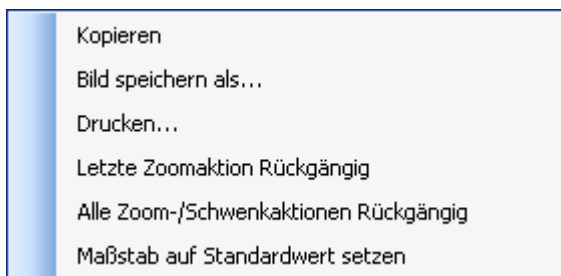 Kopieren
Bild speichern als...
Drucken...
Letzte Zoomaktion Rückgängig
Alle Zoom-/Schwenkaktionen Rückgängig
Maßstab auf Standardwert setzen